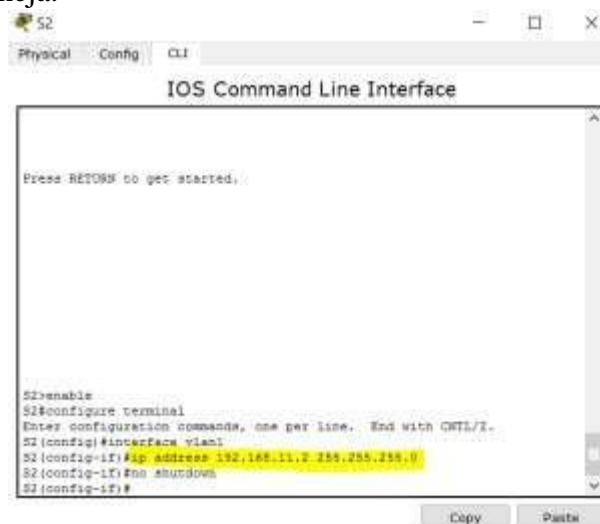 S2
Physical Config CLI
IOS Command Line Interface
Press RETURN to get started.
S2>enable
S2#configure terminal
Enter configuration commands, one per line. End with CNTL/Z.
S2(config)#interface vlan1
S2(config-if)#ip address 192.168.11.2 255.255.255.0
S2(config-if)#no shutdown
S2(config-if)#
Copy Paste